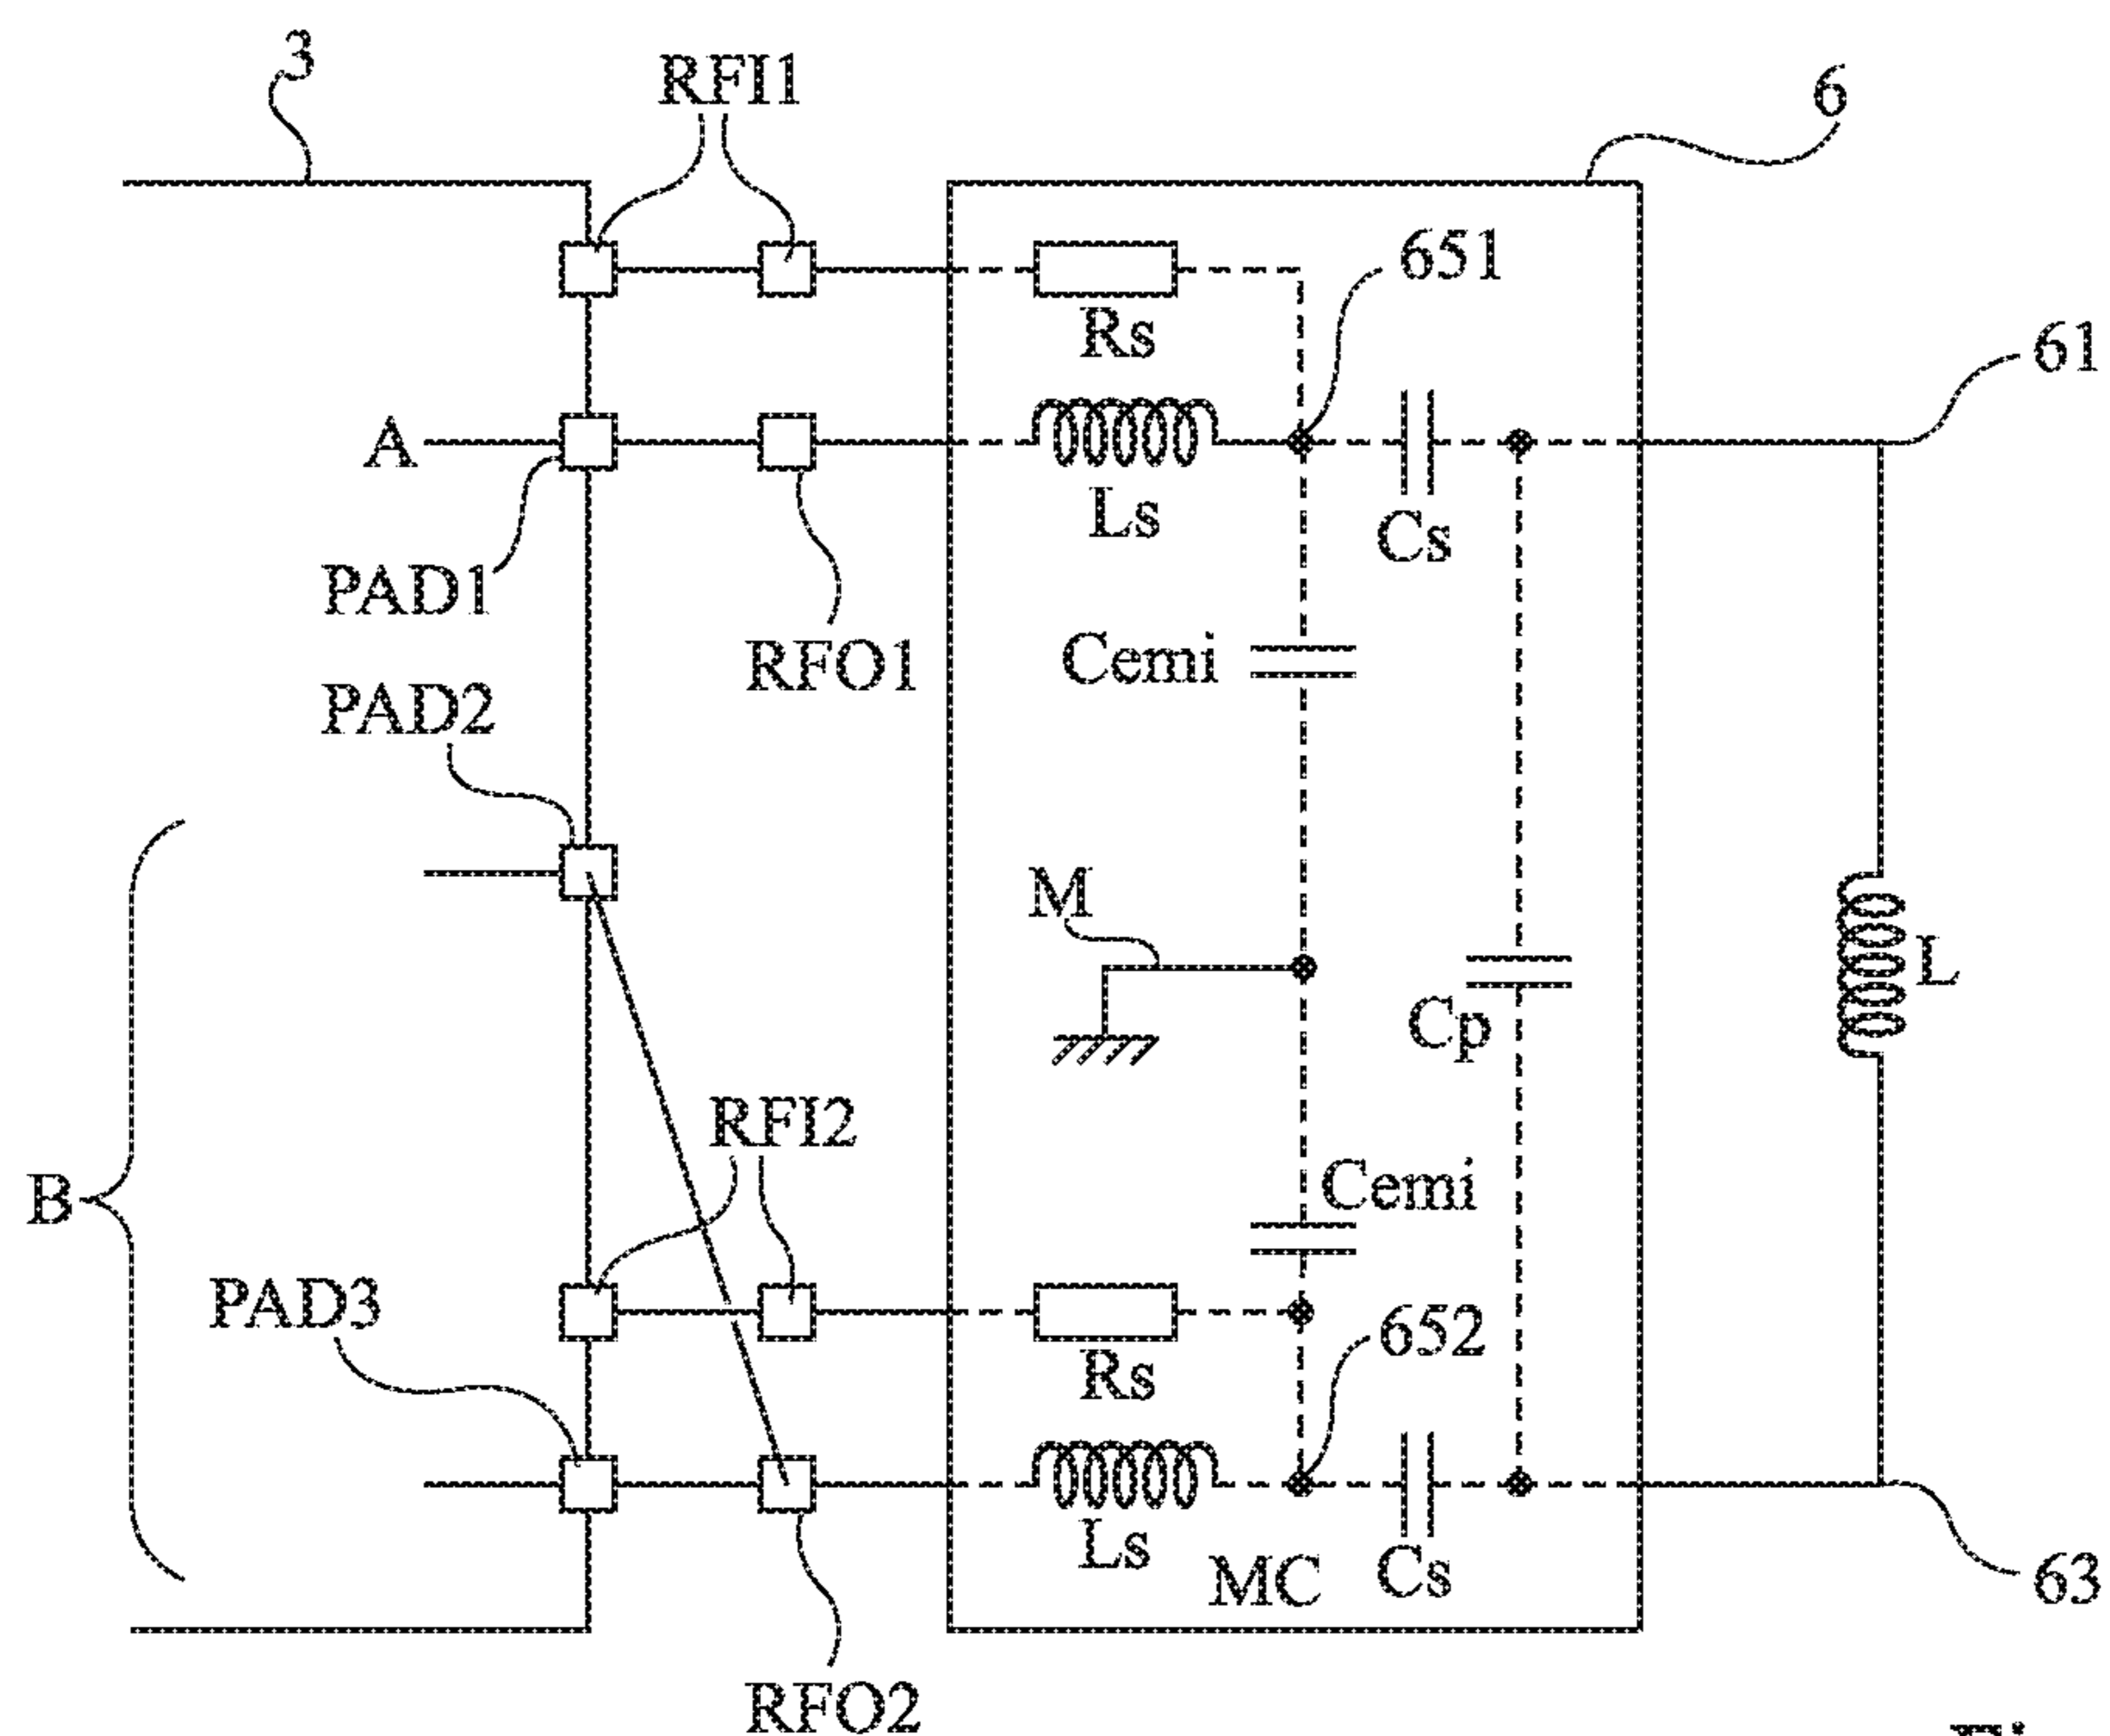 3
RFI1
6
651
Rs
61
A
Ls
Cs
PAD1
RFO1
Cemi
PAD2
M
L
Cp
RFI2
Cemi
B
PAD3
652
Rs
Ls
MC
Cs
63
RFO2